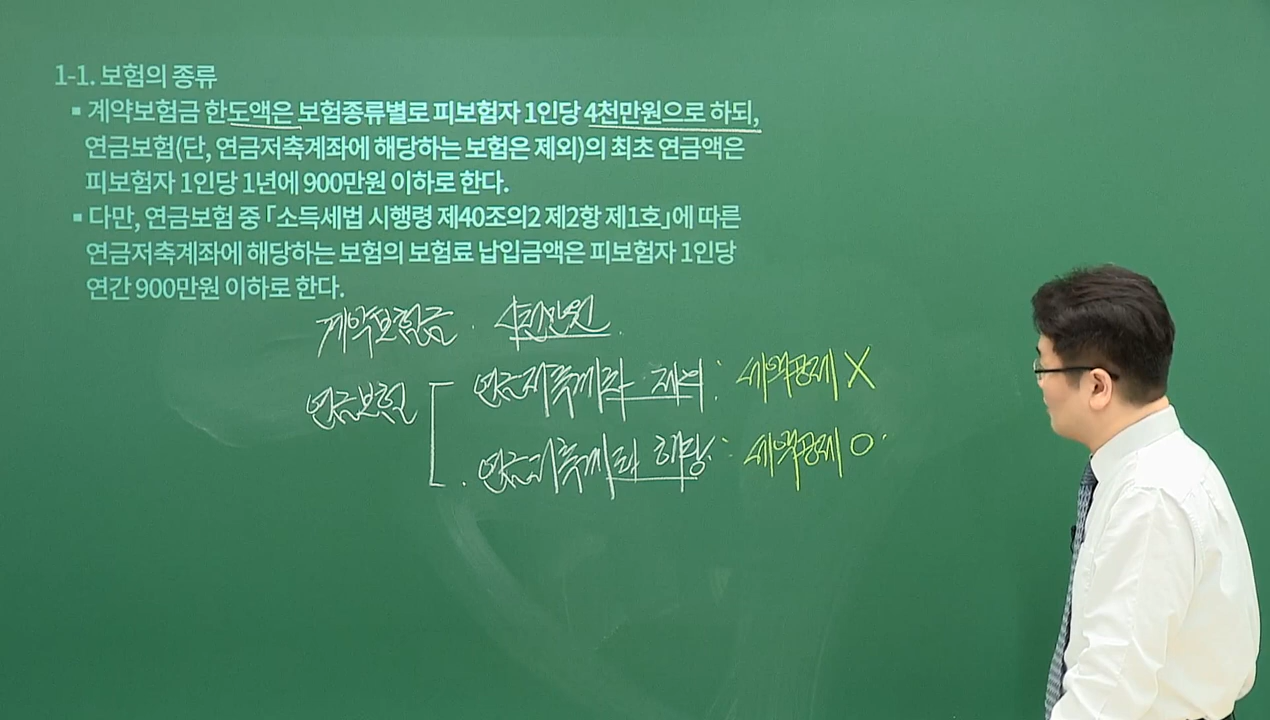 1-1. 보험의 종류
▪ 계약보험금 한도액은 보험종류별로 피보험자 1인당 4천만원으로 하되,
연금보험(단, 연금저축계좌에 해당하는 보험은 제외)의 최초 연금액은
피보험자 1인당 1년에 900만원 이하로 한다.
▪ 다만, 연금보험 중 「소득세법 시행령 제40조의2 제2항 제1호」에 따른
연금저축계좌에 해당하는 보험의 보험료 납입금액은 피보험자 1인당
연간 900만원 이하로 한다.
계약보험금. 4천만원.
연금보험
연금저축계좌 제외: 세액공제 X
연금저축계좌 해당: 세액공제 O